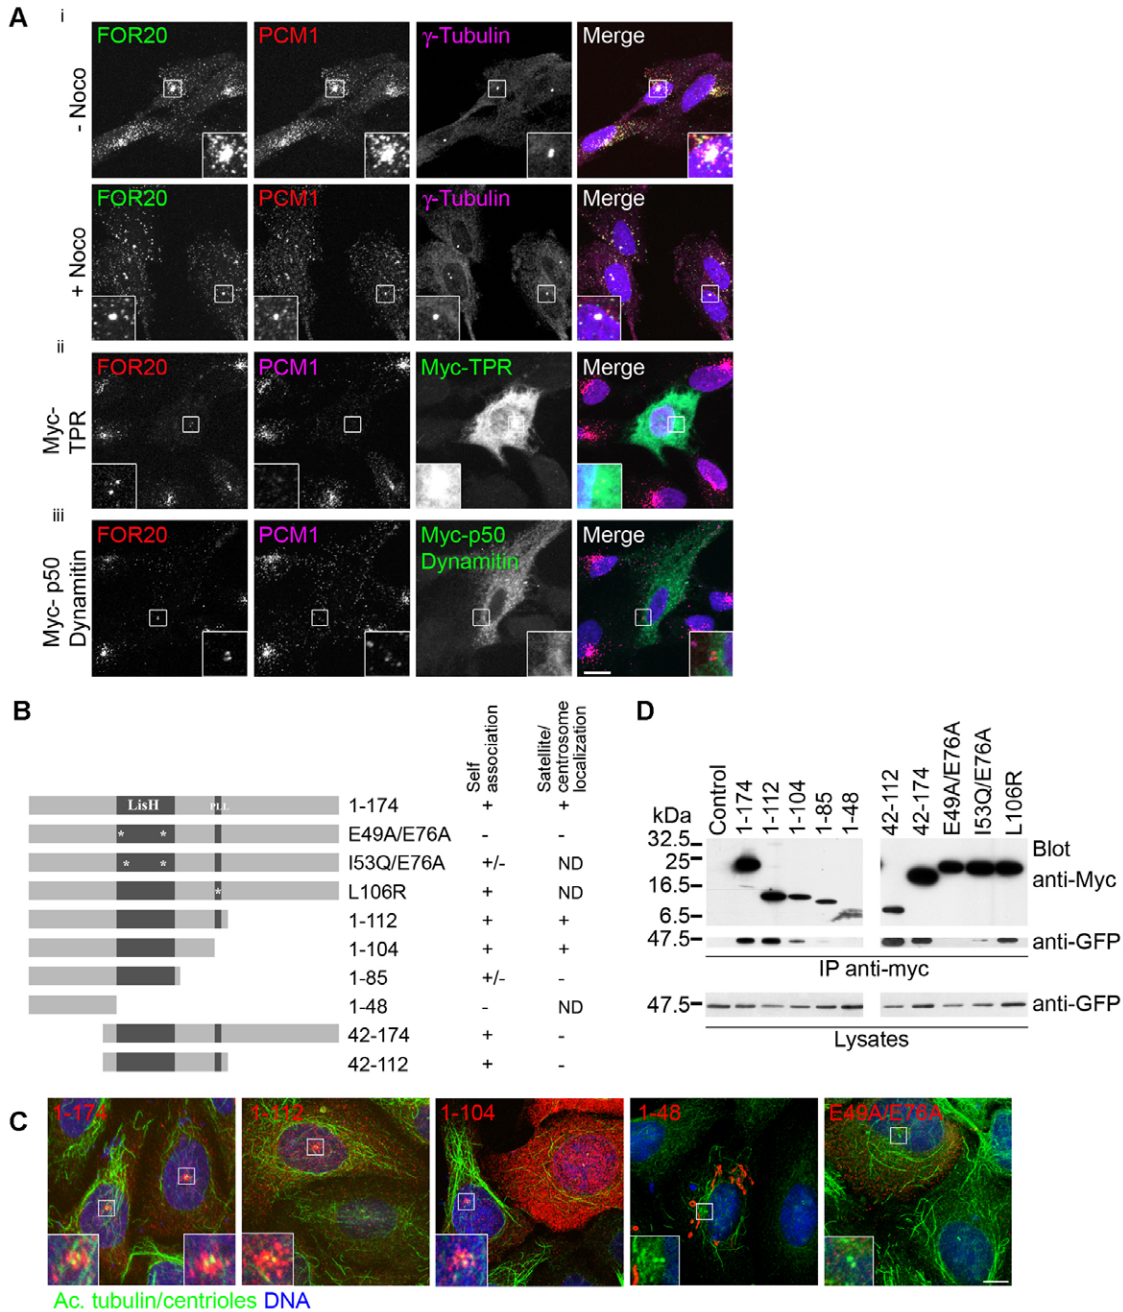 A
i
FOR20 PCM1 γ-Tubulin Merge
- Noco
FOR20 PCM1 γ-Tubulin Merge
+ Noco
ii
FOR20 PCM1 Myc-TPR Merge
Myc-
TPR
iii
FOR20 PCM1 Myc-p50
Dynamitin Merge
Myc- p50
Dynamitin
B
Self
association
Satellite/
centrosome
localization
LisH PLL 1-174 + +
* * E49A/E76A - -
* * I53Q/E76A +/- ND
* L106R + ND
1-112 + +
1-104 + +
1-85 +/- -
1-48 - ND
42-174 + -
42-112 + -
D
kDa Control 1-174 1-112 1-104 1-85 1-48 42-112 42-174 E49A/E76A I53Q/E76A L106R
32.5
25
16.5
6.5
Blot
anti-Myc
47.5 anti-GFP
IP anti-myc
47.5 anti-GFP
Lysates
C
1-174 1-112 1-104 1-48 E49A/E76A
Ac. tubulin/centrioles DNA